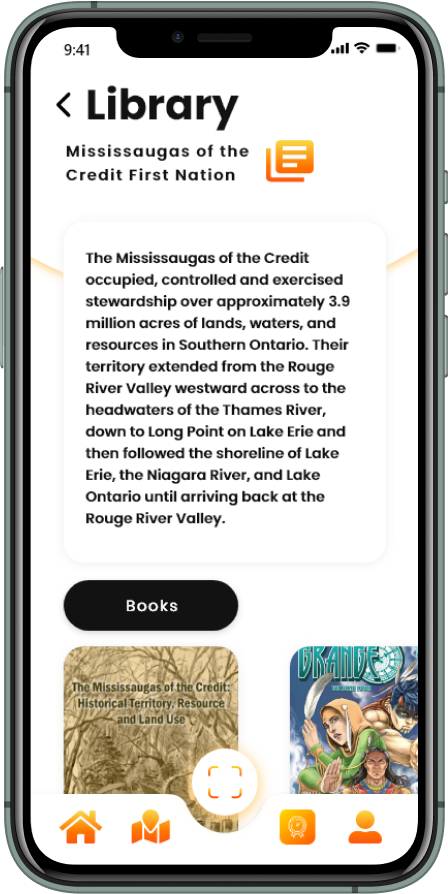 9:41
Library
Mississaugas of the
Credit First Nation
The Mississaugas of the Credit
occupied, controlled and exercised
stewardship over approximately 3.9
million acres of lands, waters, and
resources in Southern Ontario. Their
territory extended from the Rouge
River Valley westward across to the
headwaters of the Thames River,
down to Long Point on Lake Erie and
then followed the shoreline of Lake
Erie, the Niagara River, and Lake
Ontario until arriving back at the
Rouge River Valley.
Books
The Mississaugas of the Credit:
Historical Territory, Resource
and Land Use